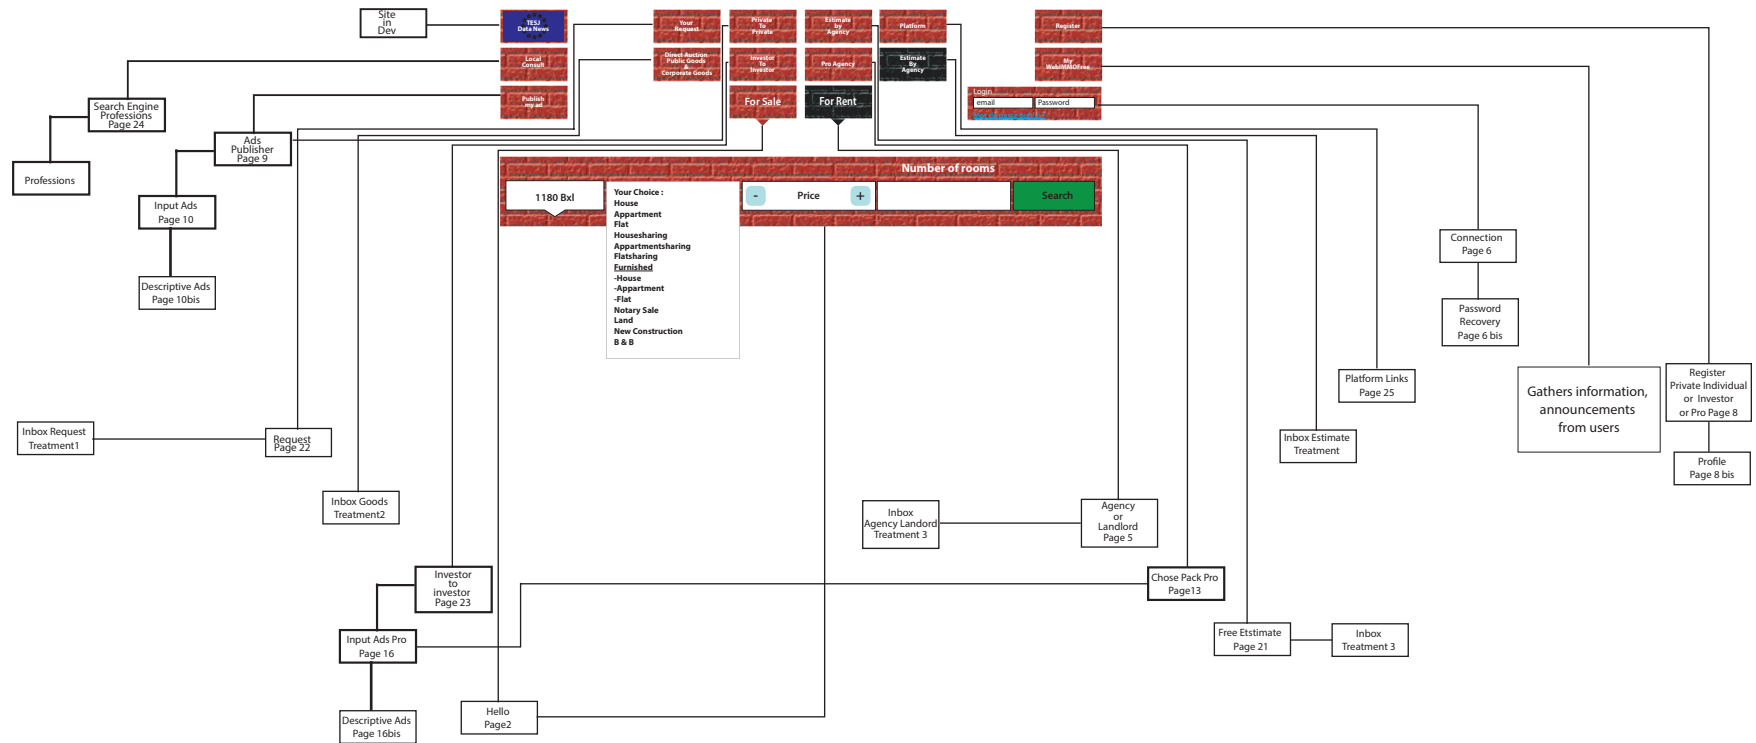 Site
in
Dev
TESJ
Data News
Your
Request
Private
To
Private
Estimate
by
Agency
Platform
Register
Local
Consult
Direct Auction
Public Goods
&
Corporate Goods
Investor
To
Investor
Pro Agency
Estimate
By
Agency
My
WebIMMOFree
Publish
my ad
For Sale
For Rent
Login
email
Password
Search Engine
Professions
Page 24
Ads
Publisher
Page 9
Professions
Input Ads
Page 10
Descriptive Ads
Page 10bis
Number of rooms
1180 Bxl
Your Choice :
House
Appartment
Flat
Housesharing
Appartmentsharing
Flatsharing
Furnished
-House
-Appartment
-Flat
Notary Sale
Land
New Construction
B & B
-
Price
+
Search
Connection
Page 6
Password
Recovery
Page 6 bis
Platform Links
Page 25
Gathers information,
announcements
from users
Register
Private Individual
or Investor
or Pro Page 8
Profile
Page 8 bis
Inbox Request
Treatment1
Request
Page 22
Inbox Estimate
Treatment
Inbox Goods
Treatment2
Inbox
Agency Landord
Treatment 3
Agency
or
Landlord
Page 5
Investor
to
investor
Page 23
Chose Pack Pro
Page13
Input Ads Pro
Page 16
Free Etstimate
Page 21
Inbox
Treatment 3
Descriptive Ads
Page 16bis
Hello
Page2